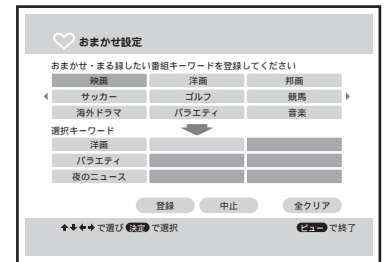 おまかせ設定
おまかせ・まる録したい番組キーワードを登録してください
映画 洋画 邦画
サッカー ゴルフ 競馬
海外ドラマ バラエティ 音楽
選択キーワード
洋画
バラエティ
夜のニュース
登録 中止 全クリア
で選び 決定 で選択 ビュー で終了